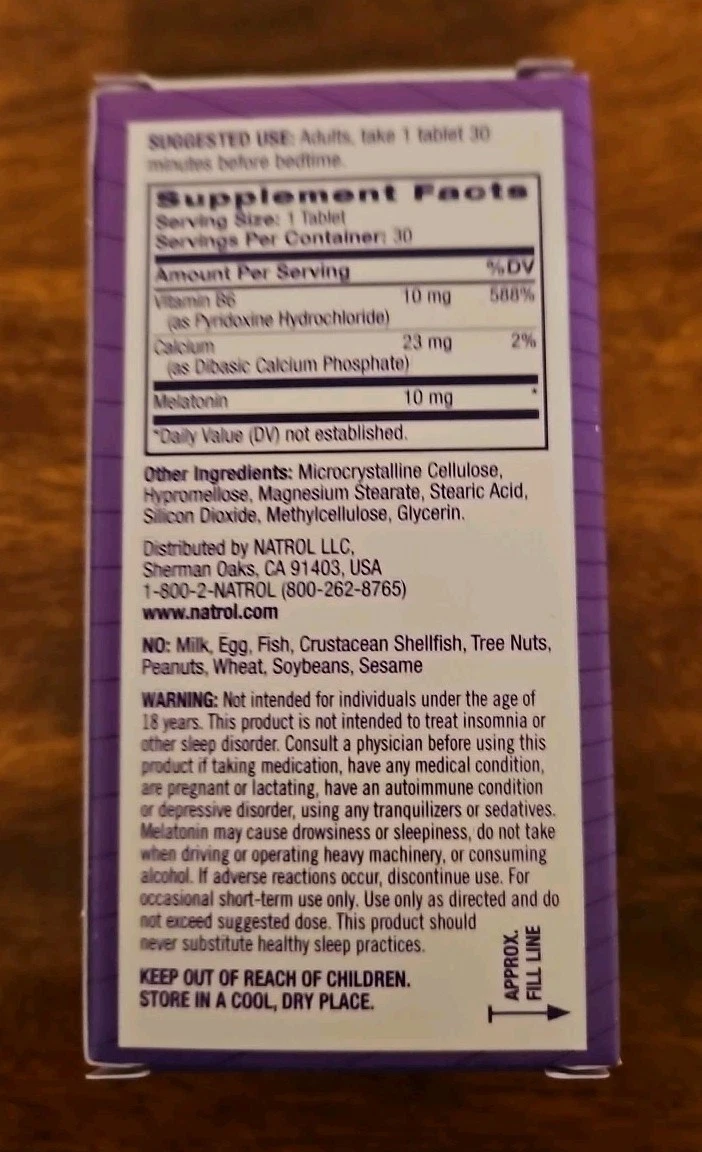 SUGGESTED USE: Adults, take 1 tablet 30
minutes before bedtime.
Supplement Facts
Serving Size: 1 Tablet
Servings Per Container: 30
Amount Per Serving %DV
Vitamin B6 10 mg 588%
(as Pyridoxine Hydrochloride)
Calcium 23 mg 2%
(as Dibasic Calcium Phosphate)
Melatonin 10 mg *
*Daily Value (DV) not established.
Other Ingredients: Microcrystalline Cellulose,
Hypromellose, Magnesium Stearate, Stearic Acid,
Silicon Dioxide, Methylcellulose, Glycerin.
Distributed by NATROL LLC,
Sherman Oaks, CA 91403, USA
1-800-2-NATROL (800-262-8765)
www.natrol.com
NO: Milk, Egg, Fish, Crustacean Shellfish, Tree Nuts,
Peanuts, Wheat, Soybeans, Sesame
WARNING: Not intended for individuals under the age of
18 years. This product is not intended to treat insomnia or
other sleep disorder. Consult a physician before using this
product if taking medication, have any medical condition,
are pregnant or lactating, have an autoimmune condition
or depressive disorder, using any tranquilizers or sedatives.
Melatonin may cause drowsiness or sleepiness, do not take
when driving or operating heavy machinery, or consuming
alcohol. If adverse reactions occur, discontinue use. For
occasional short-term use only. Use only as directed and do
not exceed suggested dose. This product should
never substitute healthy sleep practices.
KEEP OUT OF REACH OF CHILDREN.
STORE IN A COOL, DRY PLACE.
APPROX.
FILL LINE